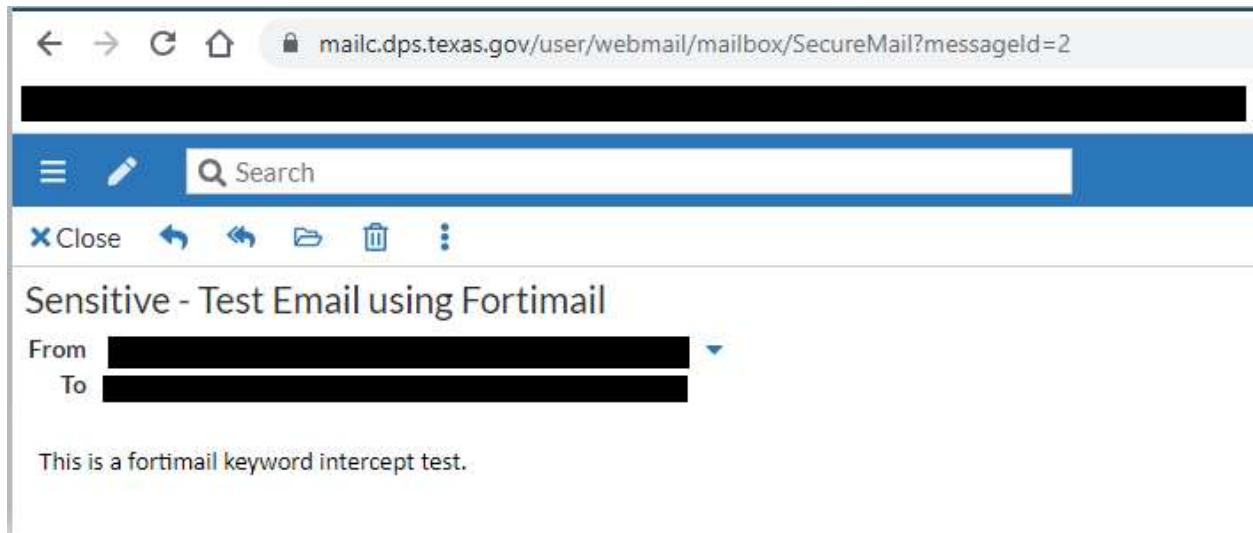 mailc.dps.texas.gov/user/webmail/mailbox/SecureMail?messageId=2
Search
Close
Sensitive - Test Email using Fortimail
From
To
This is a fortimail keyword intercept test.